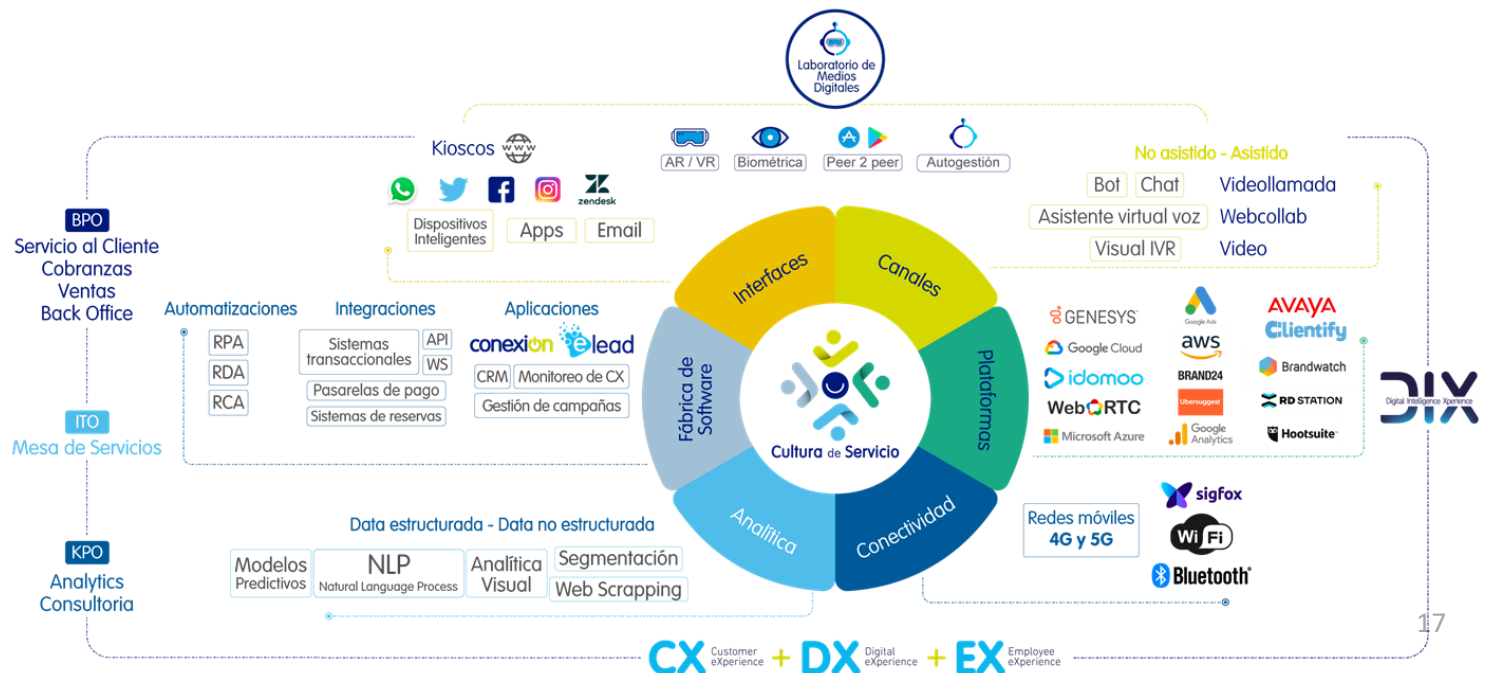 Laboratorio de
Medios
Digitales
Kioscos
www
zendesk
Dispositivos
Inteligentes
Apps
Email
AR / VR
Biométrica
Peer 2 peer
Autogestión
No asistido - Asistido
Bot
Chat
Videollamada
Asistente virtual voz
Webcollab
Visual IVR
Video
BPO
Servicio al Cliente
Cobranzas
Ventas
Back Office
ITO
Mesa de Servicios
KPO
Analytics
Consultoria
Automatizaciones
RPA
RDA
RCA
Integraciones
Sistemas
transaccionales
API
WS
Pasarelas de pago
Sistemas de reservas
Aplicaciones
conexion
elead
CRM
Monitoreo de CX
Gestión de campañas
Interfaces
Canales
Plataformas
Conectividad
Analítica
Fábrica de
Software
Cultura de Servicio
GENESYS
Google Cloud
idomoo
WebRTC
Microsoft Azure
Google Ads
aws
BRAND24
Ubersuggest
Google
Analytics
AVAYA
Clientify
Brandwatch
RD STATION
Hootsuite
DIX
Digital Intelligence Xperience
Data estructurada - Data no estructurada
Modelos
Predictivos
NLP
Natural Language Process
Analítica
Visual
Segmentación
Web Scrapping
Redes móviles
4G y 5G
sigfox
Wi Fi
Bluetooth®
17
CX Customer eXperience + DX Digital eXperience + EX Employee eXperience